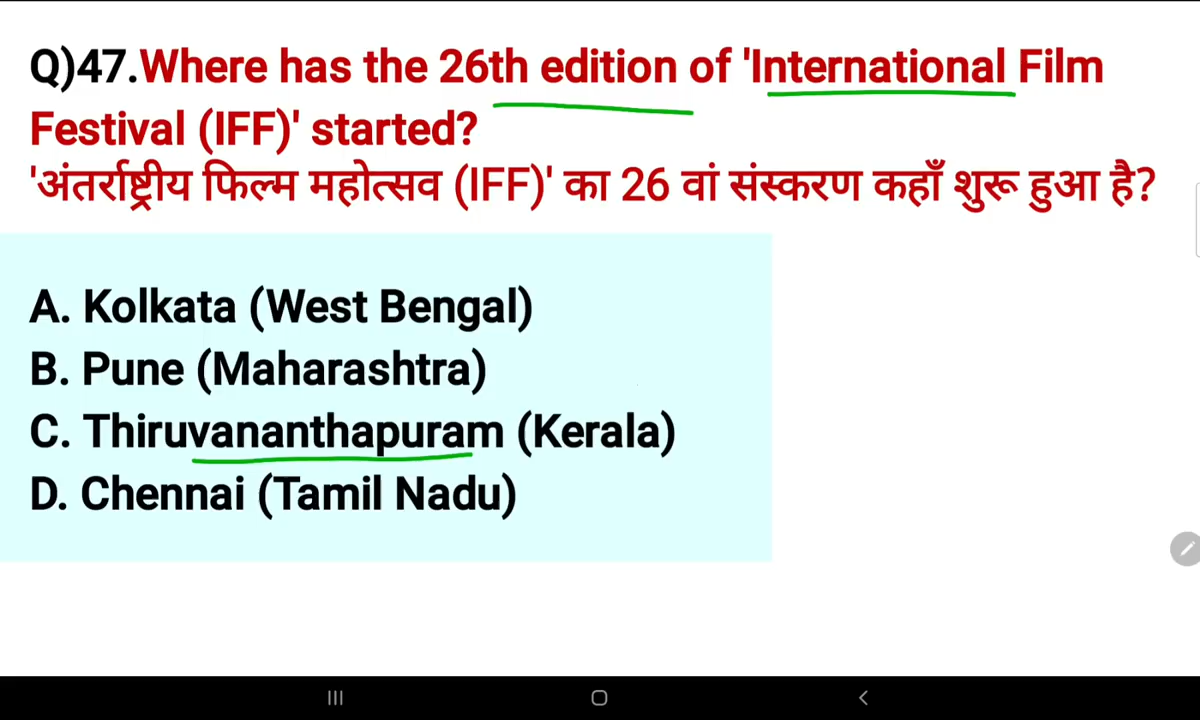 Q)47.Where has the 26th edition of 'International Film
Festival (IFF)' started?
'अंतर्राष्ट्रीय फिल्म महोत्सव (IFF)' का 26 वां संस्करण कहाँ शुरू हुआ है?
A. Kolkata (West Bengal)
B. Pune (Maharashtra)
C. Thiruvananthapuram (Kerala)
D. Chennai (Tamil Nadu)